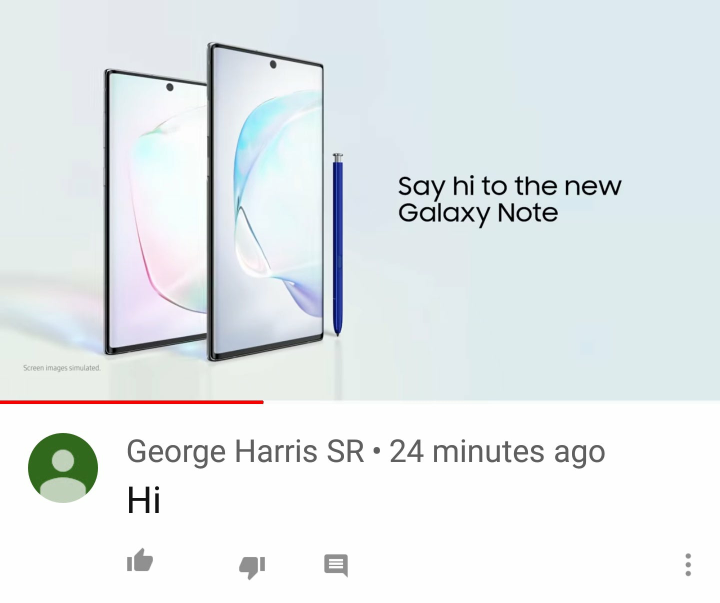 Say hi to the new
Galaxy Note
Screen images simulated.
George Harris SR • 24 minutes ago
Hi